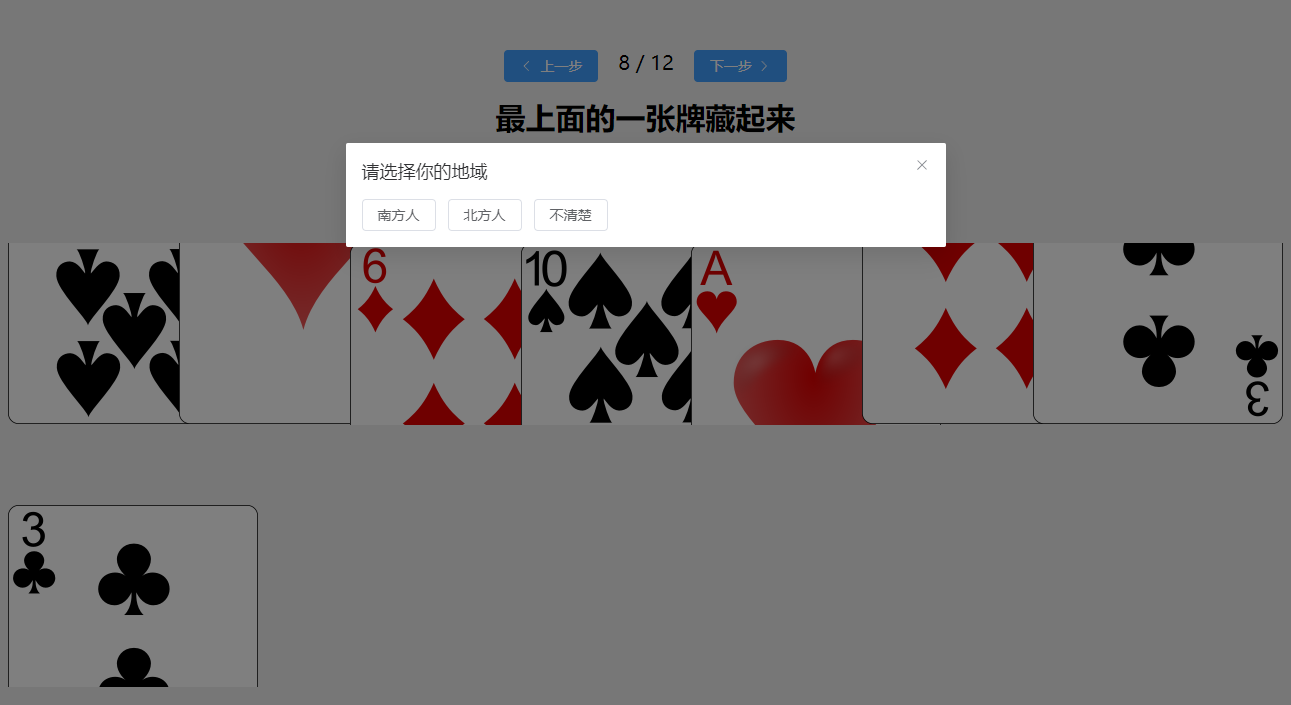 上一步 8 / 12 下一步
最上面的一张牌藏起来
请选择你的地域
南方人 北方人 不清楚
6 10 A
3
3